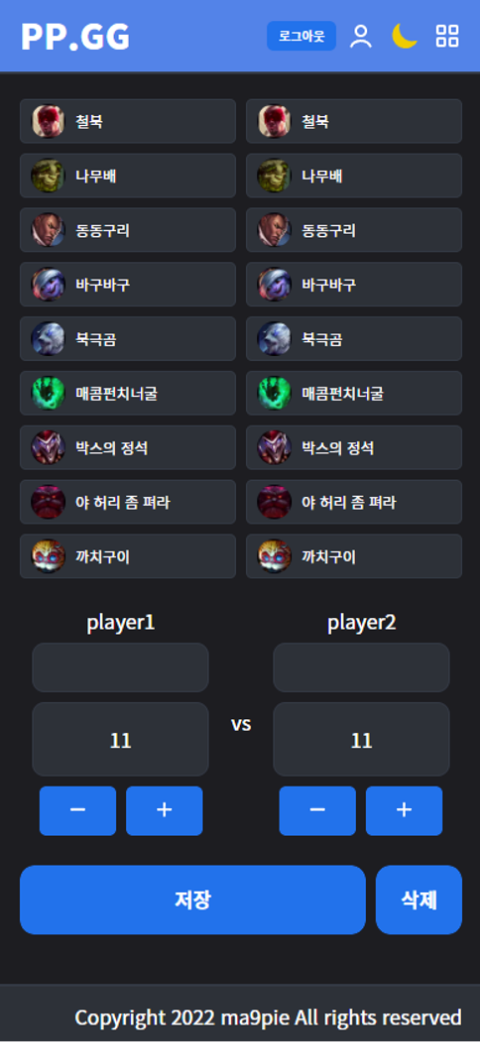 PP.GG
로그아웃
철북 철북
나무배 나무배
동동구리 동동구리
바구바구 바구바구
북극곰 북극곰
매콤펀치너굴 매콤펀치너굴
박스의 정석 박스의 정석
야 허리 좀 펴라 야 허리 좀 펴라
까치구이 까치구이
player1 player2
vs
11 11
− + − +
저장 삭제
Copyright 2022 ma9pie All rights reserved